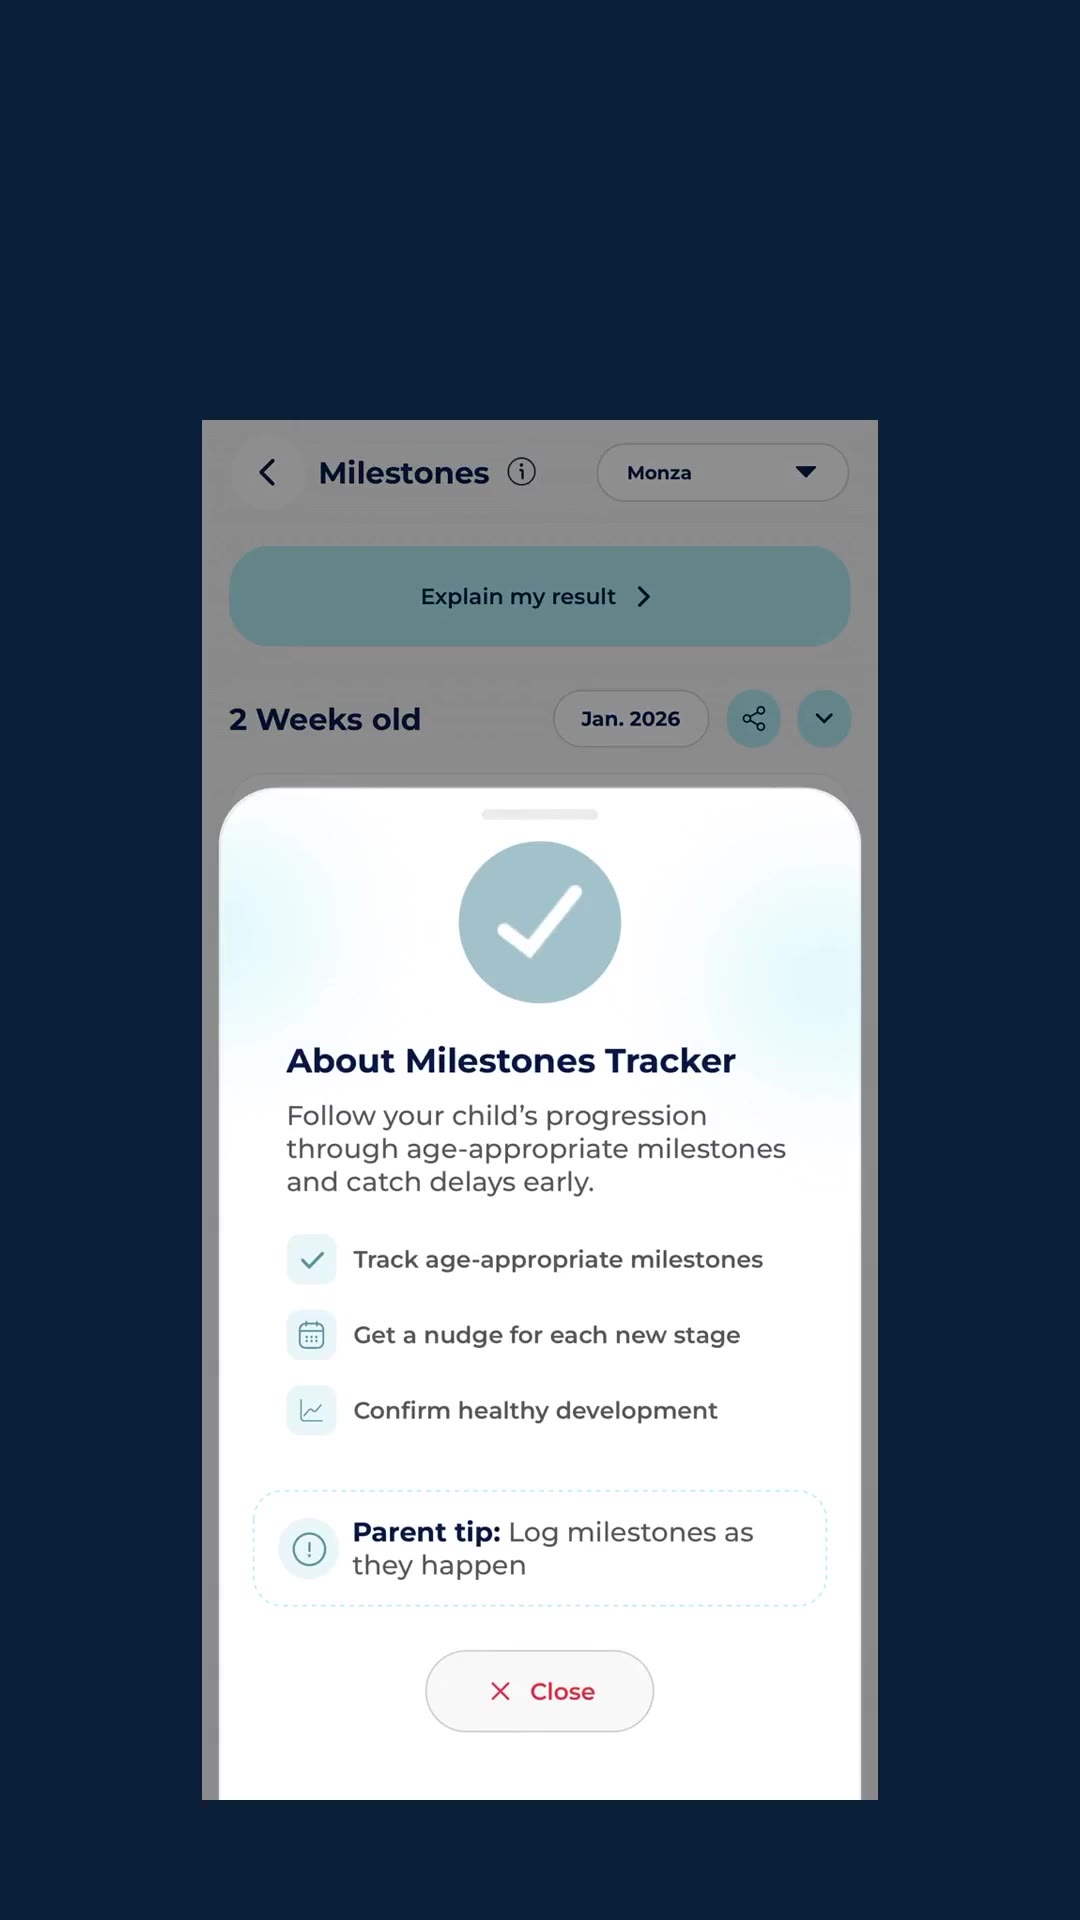 Milestones
Monza
Explain my result
2 Weeks old
Jan. 2026
About Milestones Tracker
Follow your child’s progression
through age-appropriate milestones
and catch delays early.
Track age-appropriate milestones
Get a nudge for each new stage
Confirm healthy development
Parent tip: Log milestones as
they happen
Close